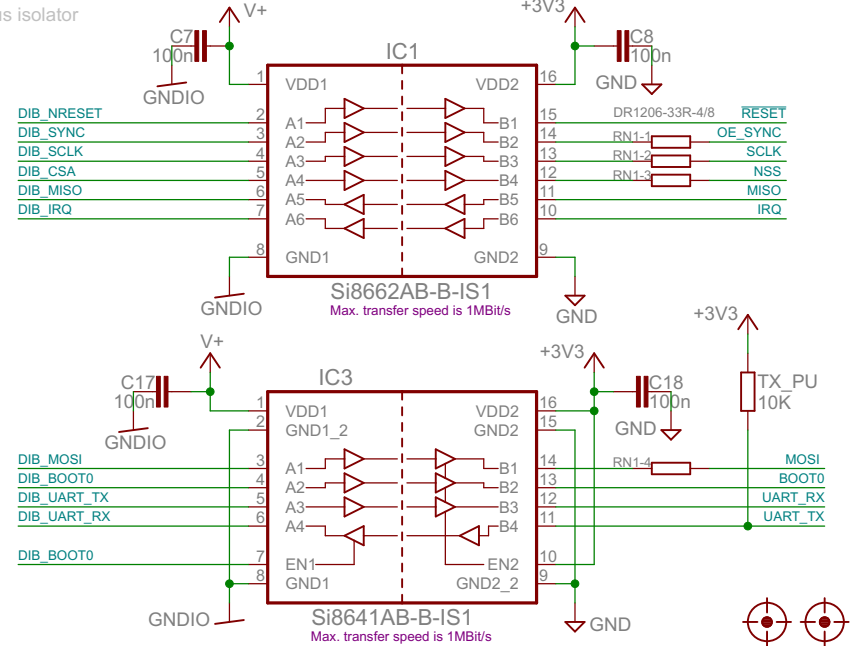 us isolator
V+
+3V3
C7
100n
GNDIO
IC1
C8
100n
GND
1
VDD1
VDD2
16
DIB_NRESET
2
A1
B1
15
DR1206-33R-4/8
RESET
DIB_SYNC
3
A2
B2
14
RN1-1
OE_SYNC
DIB_SCLK
4
A3
B3
13
RN1-2
SCLK
DIB_CSA
5
A4
B4
12
RN1-3
NSS
DIB_MISO
6
A5
B5
11
MISO
DIB_IRQ
7
A6
B6
10
IRQ
8
GND1
GND2
9
GNDIO
Si8662AB-B-IS1
Max. transfer speed is 1MBit/s
GND
+3V3
V+
+3V3
C17
100n
GNDIO
IC3
C18
100n
GND
TX_PU
10K
1
VDD1
VDD2
16
2
GND1_2
GND2
15
DIB_MOSI
3
A1
B1
14
RN1-4
MOSI
DIB_BOOT0
4
A2
B2
13
BOOT0
DIB_UART_TX
5
A3
B3
12
UART_RX
DIB_UART_RX
6
A4
B4
11
UART_TX
DIB_BOOT0
7
EN1
EN2
10
8
GND1
GND2_2
9
GNDIO
Si8641AB-B-IS1
Max. transfer speed is 1MBit/s
GND